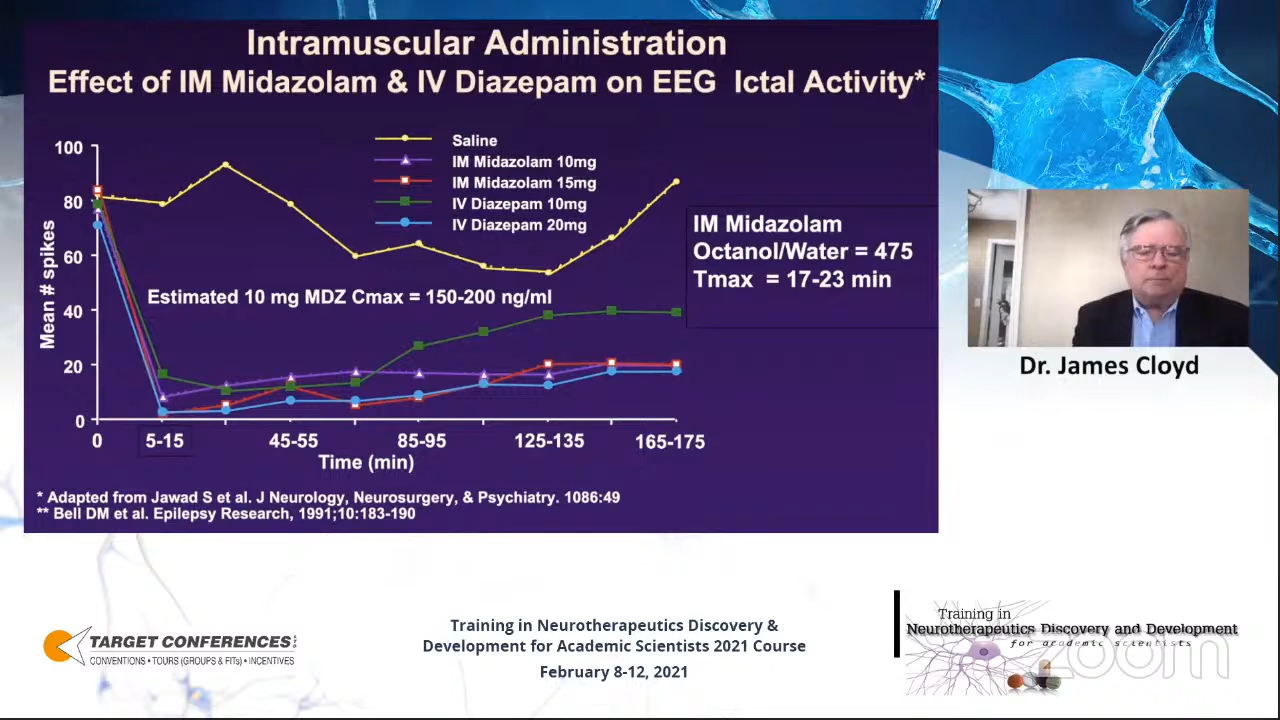 Intramuscular Administration
Effect of IM Midazolam & IV Diazepam on EEG Ictal Activity*
Saline
IM Midazolam 10mg
IM Midazolam 15mg
IV Diazepam 10mg
IV Diazepam 20mg
100
80
60
40
20
0
Mean # spikes
Estimated 10 mg MDZ Cmax = 150-200 ng/ml
IM Midazolam
Octanol/Water = 475
Tmax = 17-23 min
0
5-15
45-55
85-95
125-135
165-175
Time (min)
* Adapted from Jawad S et al. J Neurology, Neurosurgery, & Psychiatry. 1086:49
** Bell DM et al. Epilepsy Research, 1991;10:183-190
Dr. James Cloyd
TARGET CONFERENCES
CONVENTIONS • TOURS (GROUPS & FITs) • INCENTIVES
Training in Neurotherapeutics Discovery &
Development for Academic Scientists 2021 Course
February 8-12, 2021
Training in
Neurotherapeutics Discovery and Development
for academic scientists
zoom